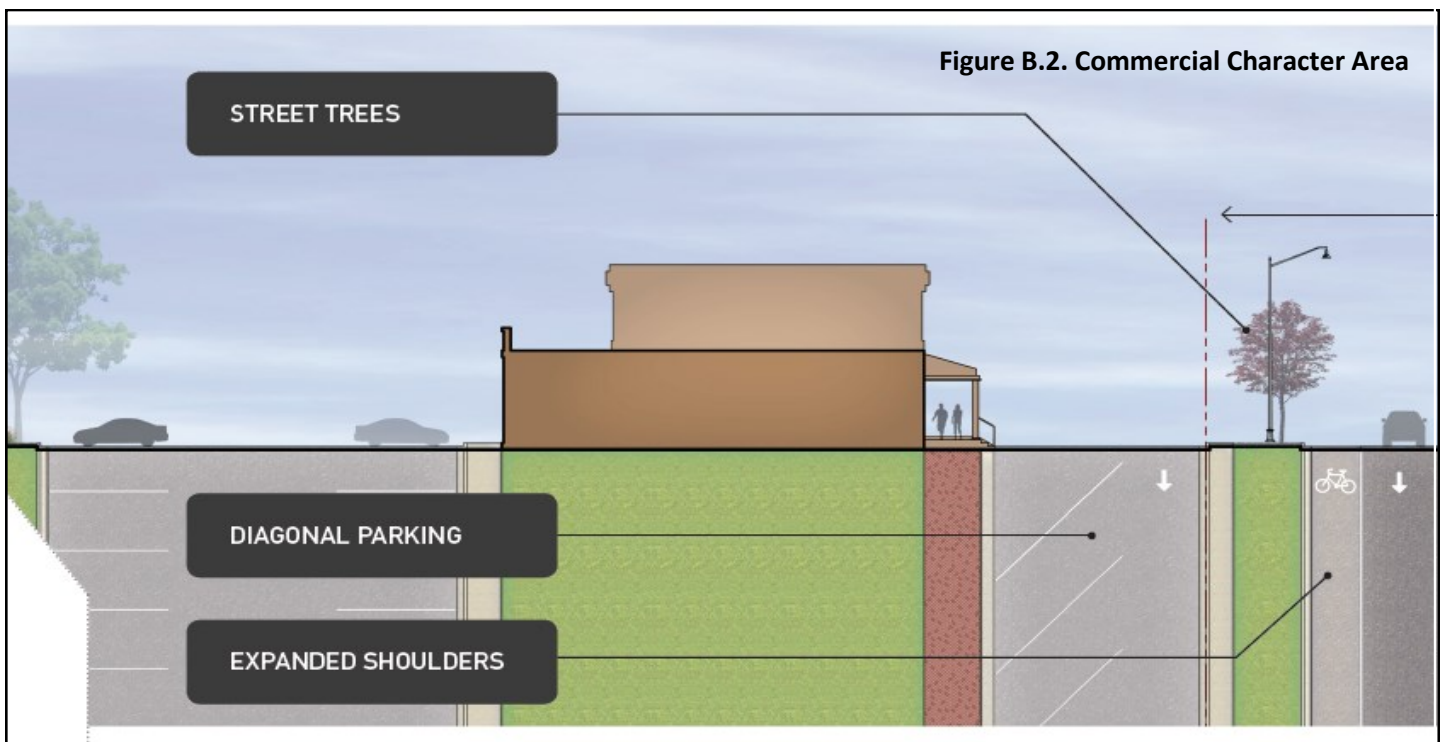 Figure B.2. Commercial Character Area
STREET TREES
DIAGONAL PARKING
EXPANDED SHOULDERS